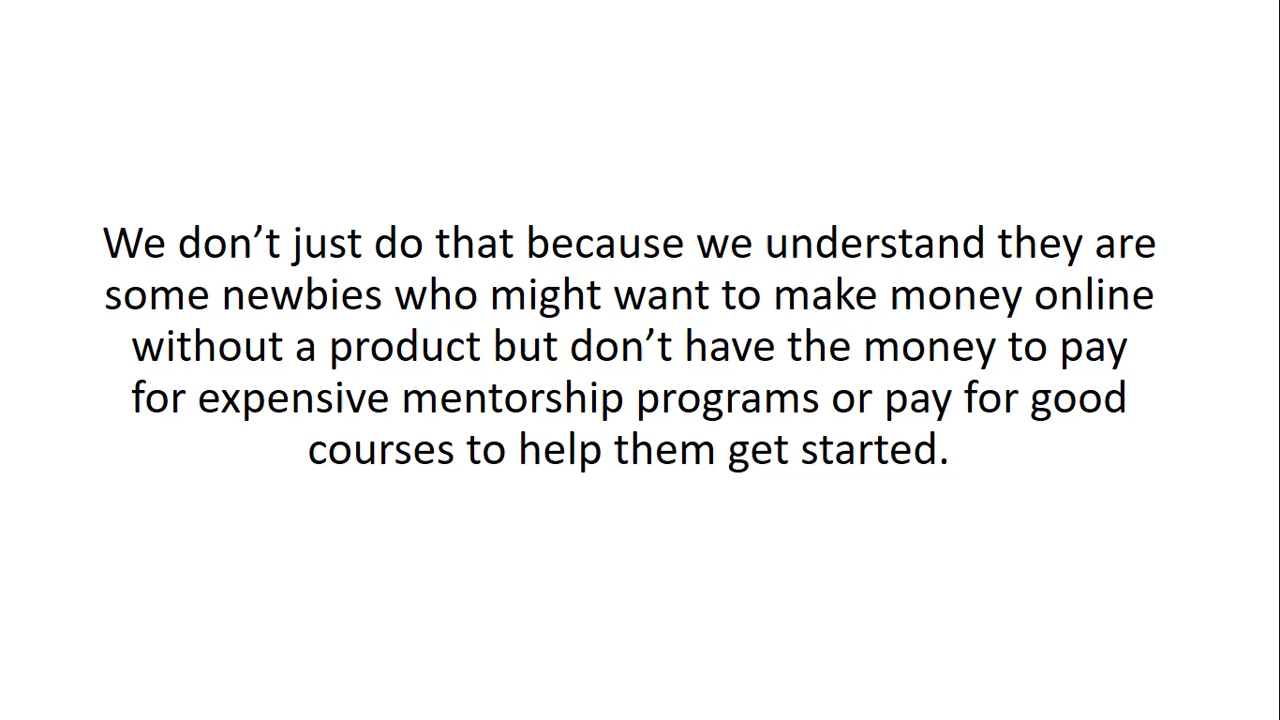 We don’t just do that because we understand they are
some newbies who might want to make money online
without a product but don’t have the money to pay
for expensive mentorship programs or pay for good
courses to help them get started.